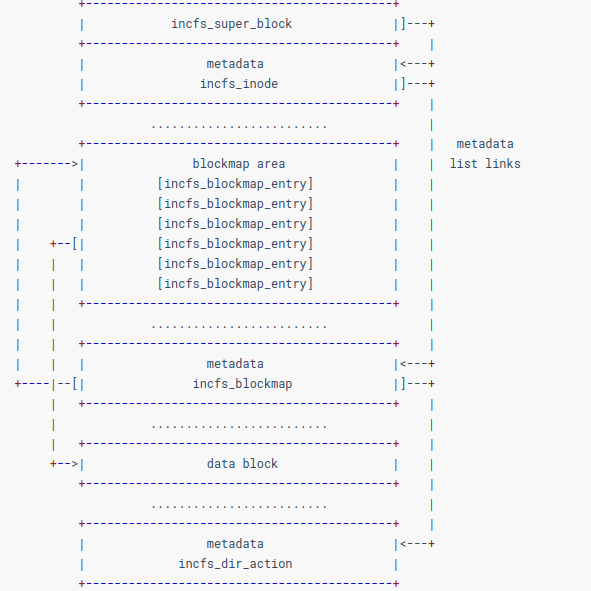 +-------------------------------------------+
|            incfs_super_block              |]---+
+-------------------------------------------+    |
|                 metadata                  |<---+
|                incfs_inode                |]---+
+-------------------------------------------+    |
.........................    |
+-------------------------------------------+    |   metadata
+------->|               blockmap area               |    |  list links
|        |          [incfs_blockmap_entry]           |    |
|        |          [incfs_blockmap_entry]           |    |
|        |          [incfs_blockmap_entry]           |    |
|    +--[|          [incfs_blockmap_entry]           |    |
|    |   |          [incfs_blockmap_entry]           |    |
|    |   |          [incfs_blockmap_entry]           |    |
|    |   +-------------------------------------------+    |
|    |             .........................              |
|    |   +-------------------------------------------+    |
|    |   |                 metadata                  |<---+
+----|--[|               incfs_blockmap              |]---+
|   +-------------------------------------------+    |
|             .........................              |
|   +-------------------------------------------+    |
+-->|                 data block                |    |
+-------------------------------------------+    |
.........................              |
+-------------------------------------------+    |
|                 metadata                  |<---+
|              incfs_dir_action             |
+-------------------------------------------+